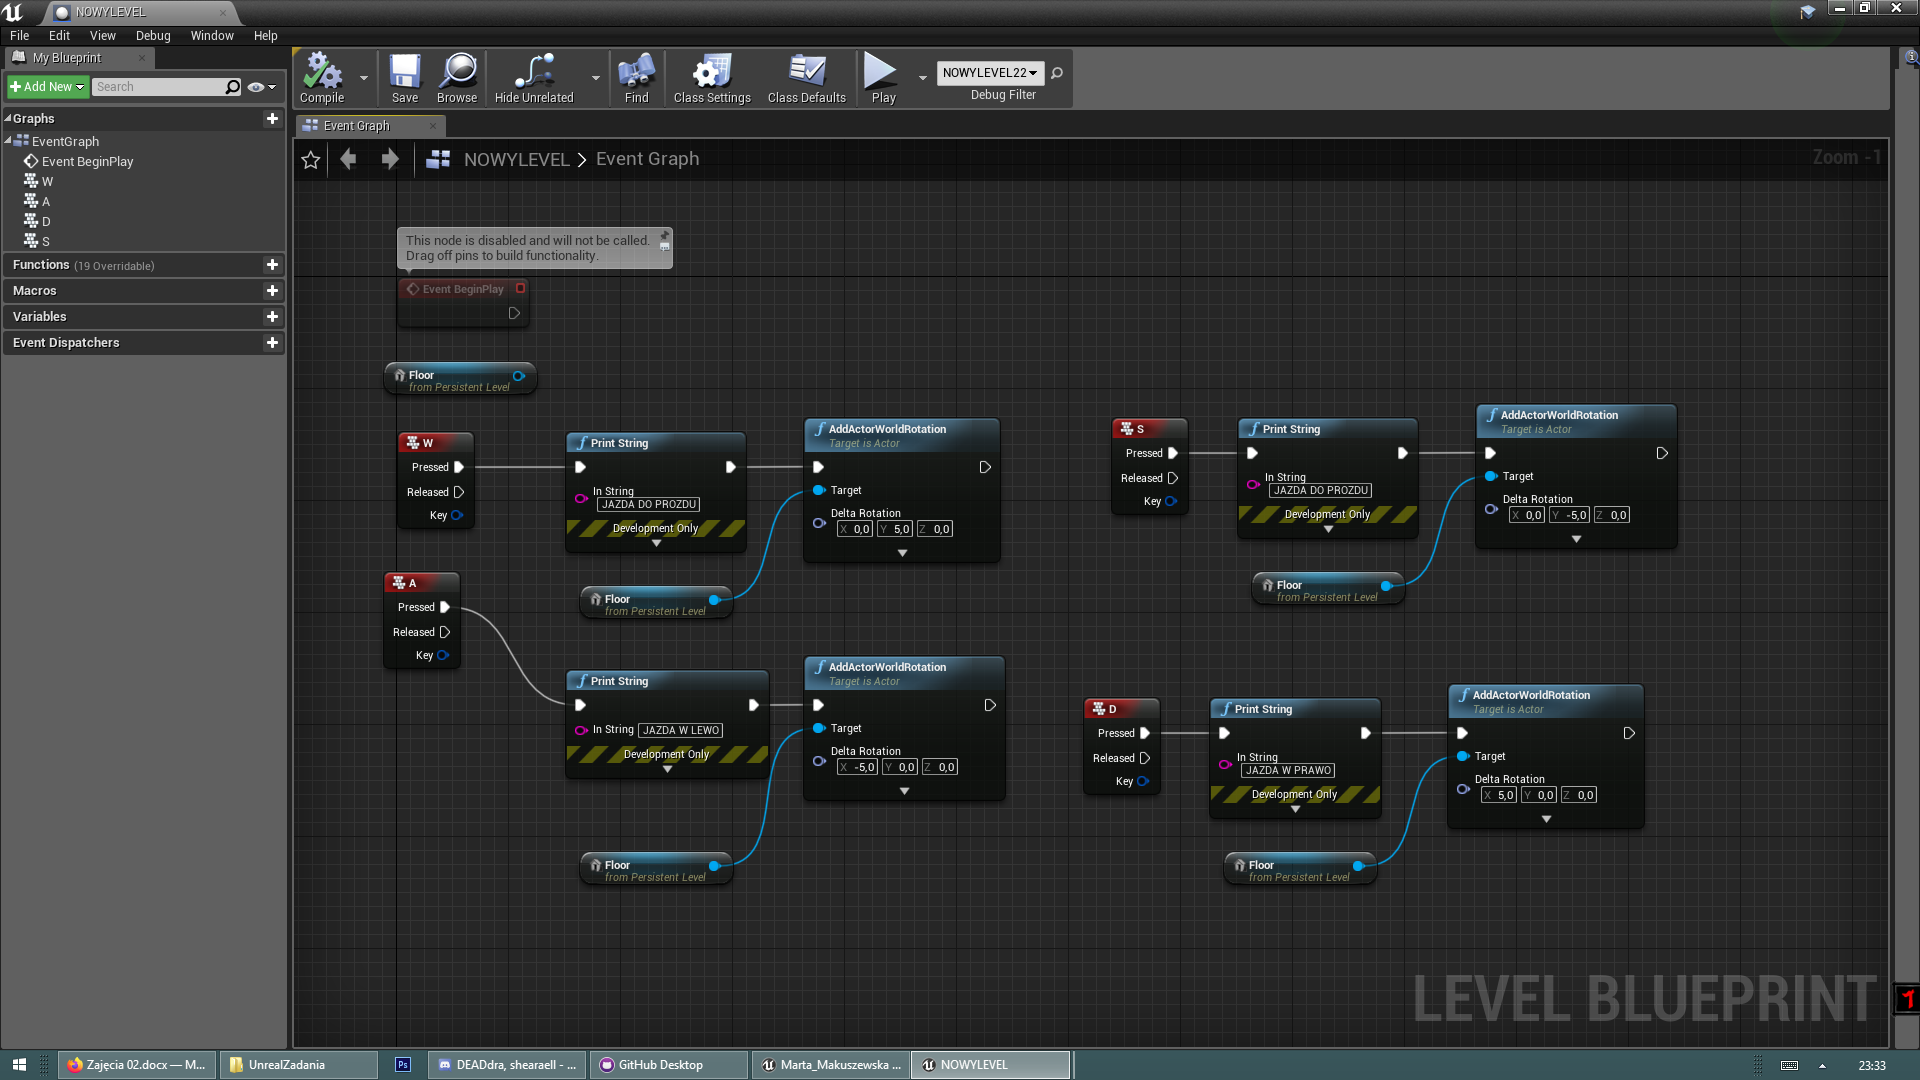 NOWYLEVEL
File Edit View Debug Window Help
My Blueprint
Add New Search
Graphs
EventGraph
Event BeginPlay
W
A
D
S
Functions (19 Overridable)
Macros
Variables
Event Dispatchers
Compile Save Browse Hide Unrelated Find Class Settings Class Defaults Play
NOWYLEVEL22
Debug Filter
Event Graph
NOWYLEVEL > Event Graph
Zoom -1
This node is disabled and will not be called.
Drag off pins to build functionality.
Event BeginPlay
Floor
from Persistent Level
W
Pressed
Released
Key
Print String
In String
JAZDA DO PROZDU
Development Only
AddActorWorldRotation
Target is Actor
Target
Delta Rotation
X 0,0 Y 5,0 Z 0,0
Floor
from Persistent Level
S
Pressed
Released
Key
Print String
In String
JAZDA DO PROZDU
Development Only
AddActorWorldRotation
Target is Actor
Target
Delta Rotation
X 0,0 Y -5,0 Z 0,0
Floor
from Persistent Level
A
Pressed
Released
Key
Print String
In String JAZDA W LEWO
Development Only
AddActorWorldRotation
Target is Actor
Target
Delta Rotation
X -5,0 Y 0,0 Z 0,0
Floor
from Persistent Level
D
Pressed
Released
Key
Print String
In String
JAZDA W PRAWO
Development Only
AddActorWorldRotation
Target is Actor
Target
Delta Rotation
X 5,0 Y 0,0 Z 0,0
Floor
from Persistent Level
LEVEL BLUEPRINT
Zajęcia 02.docx — M... UnrealZadania Ps DEADdra, shearaell - ... GitHub Desktop Marta_Makuszewska ... NOWYLEVEL 23:33